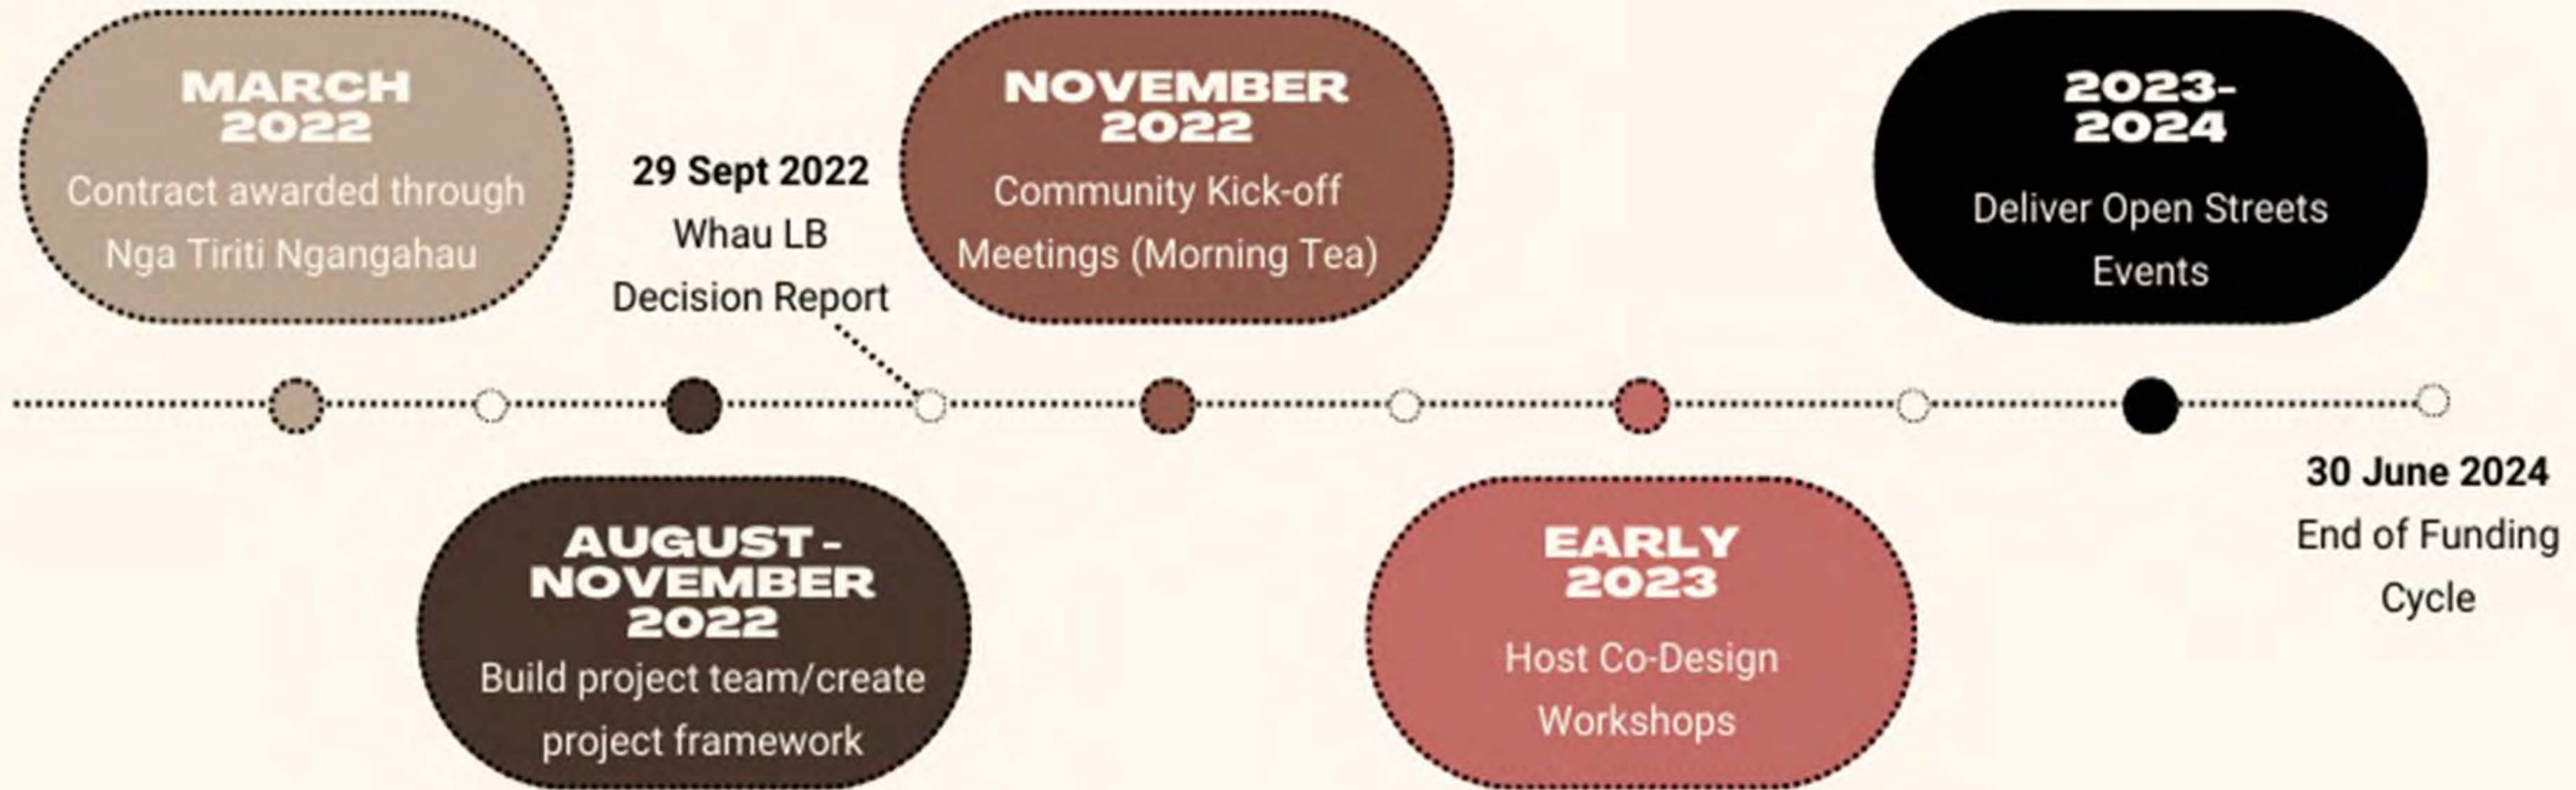 MARCH
2022
Contract awarded through
Nga Tiriti Ngangahau
29 Sept 2022
Whau LB
Decision Report
NOVEMBER
2022
Community Kick-off
Meetings (Morning Tea)
2023-
2024
Deliver Open Streets
Events
AUGUST -
NOVEMBER
2022
Build project team/create
project framework
EARLY
2023
Host Co-Design
Workshops
30 June 2024
End of Funding
Cycle